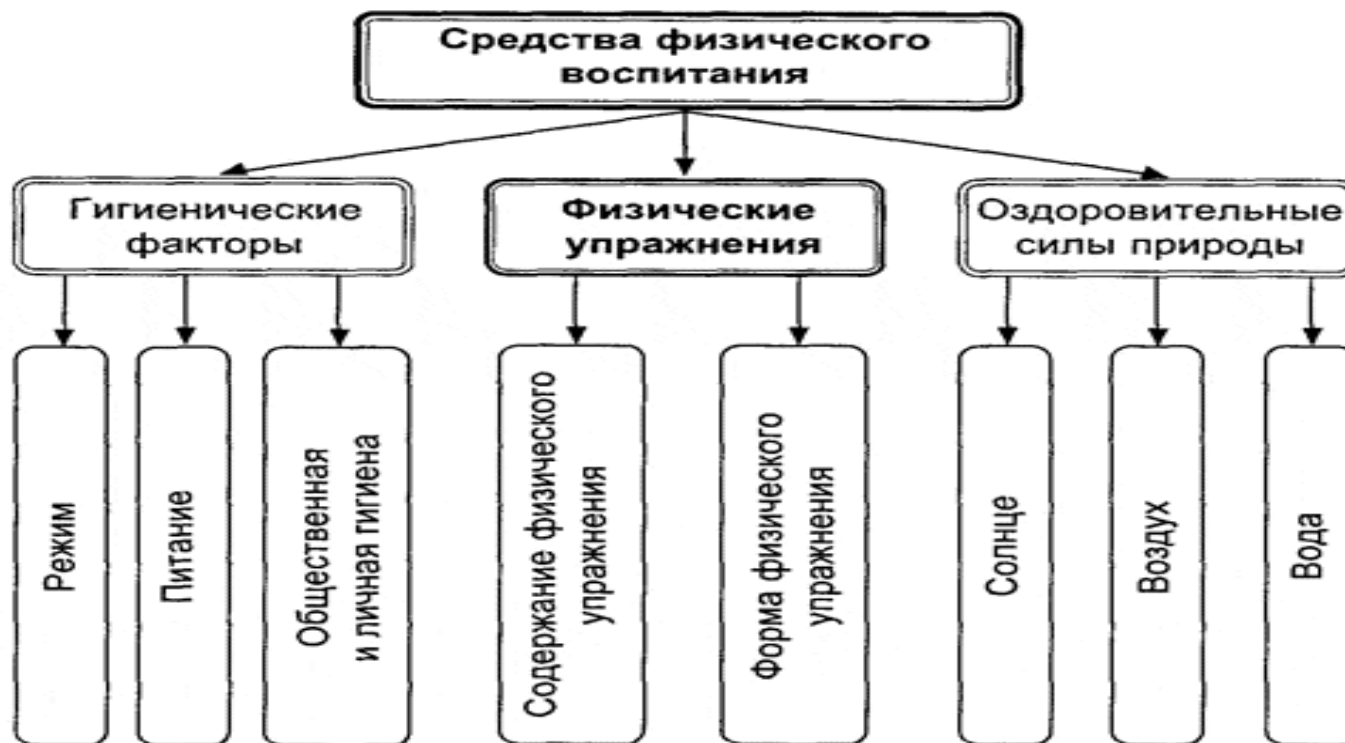 Средства физического
воспитания
Гигиенические
факторы
Физические
упражнения
Оздоровительные
силы природы
Режим
Питание
Общественная
и личная гигиена
Содержание физического
упражнения
Форма физического
упражнения
Солнце
Воздух
Вода